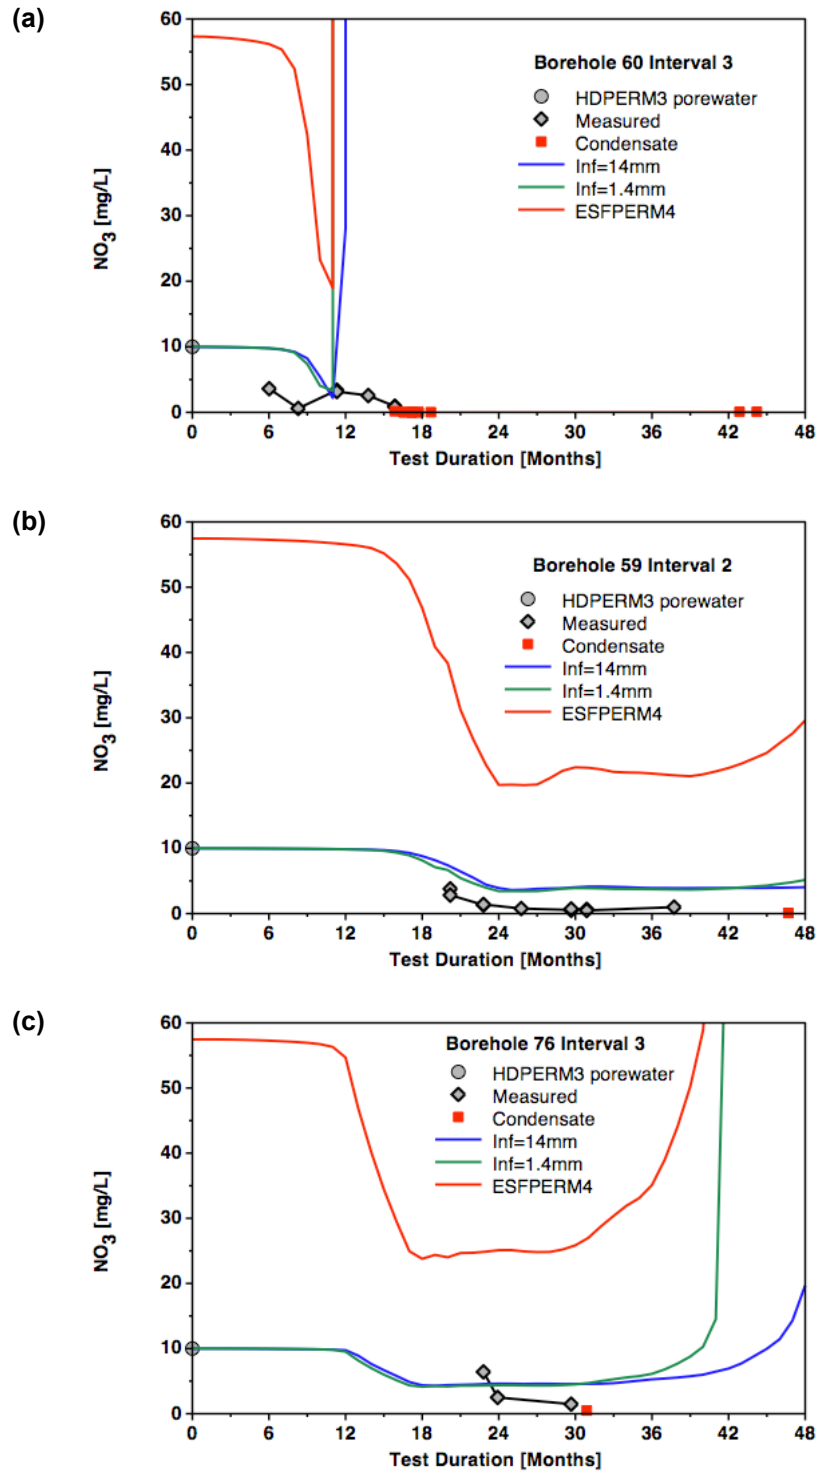 (a)
60
50
40
30
20
10
0
NO3 [mg/L]
Borehole 60 Interval 3
HDPERM3 porewater
Measured
Condensate
Inf=14mm
Inf=1.4mm
ESFPERM4
0 6 12 18 24 30 36 42 48
Test Duration [Months]
(b)
60
50
40
30
20
10
0
NO3 [mg/L]
Borehole 59 Interval 2
HDPERM3 porewater
Measured
Condensate
Inf=14mm
Inf=1.4mm
ESFPERM4
0 6 12 18 24 30 36 42 48
Test Duration [Months]
(c)
60
50
40
30
20
10
0
NO3 [mg/L]
Borehole 76 Interval 3
HDPERM3 porewater
Measured
Condensate
Inf=14mm
Inf=1.4mm
ESFPERM4
0 6 12 18 24 30 36 42 48
Test Duration [Months]